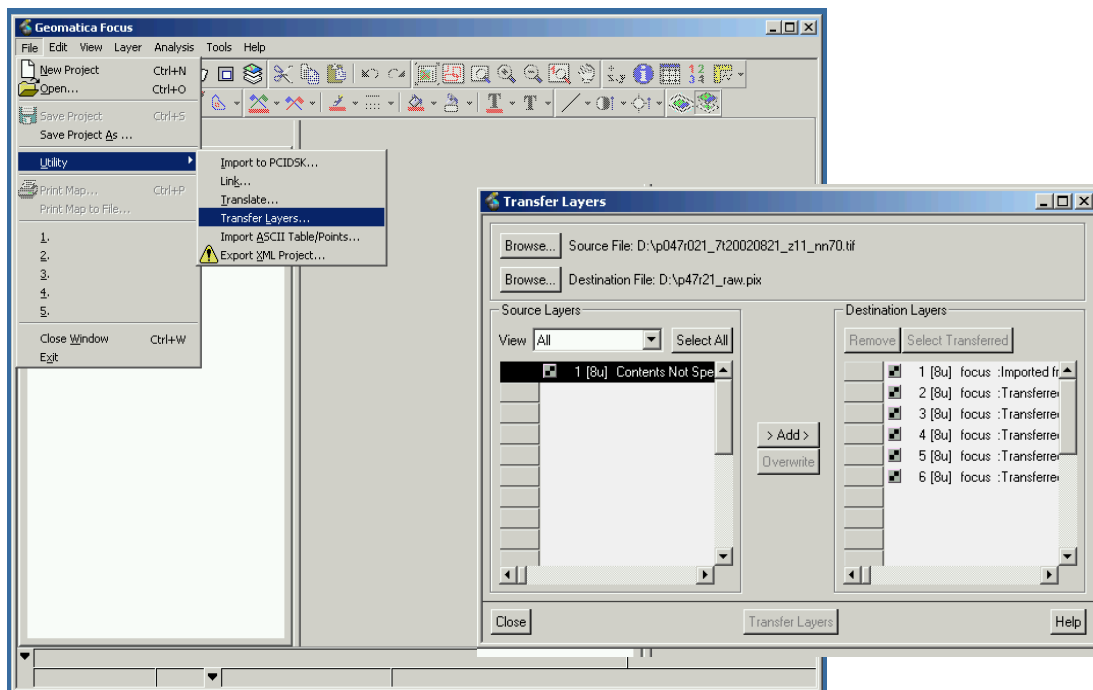 Geomatica Focus
File Edit View Layer Analysis Tools Help
New Project Ctrl+N
Open... Ctrl+O
Save Project Ctrl+S
Save Project As ...
Utility
Print Map... Ctrl+P
Print Map to File...
1.
2.
3.
4.
5.
Close Window Ctrl+W
Exit
Import to PCIDSK...
Link...
Translate...
Transfer Layers...
Import ASCII Table/Points...
Export XML Project...
Transfer Layers
Browse... Source File: D:\p047r021_7t20020821_z11_nn70.tif
Browse... Destination File: D:\p47r21_raw.pix
Source Layers
View All Select All
1 [8u] Contents Not Spe
> Add >
Overwrite
Destination Layers
Remove Select Transferred
1 [8u] focus :Imported fr
2 [8u] focus :Transferre
3 [8u] focus :Transferre
4 [8u] focus :Transferre
5 [8u] focus :Transferre
6 [8u] focus :Transferre
Close Transfer Layers Help